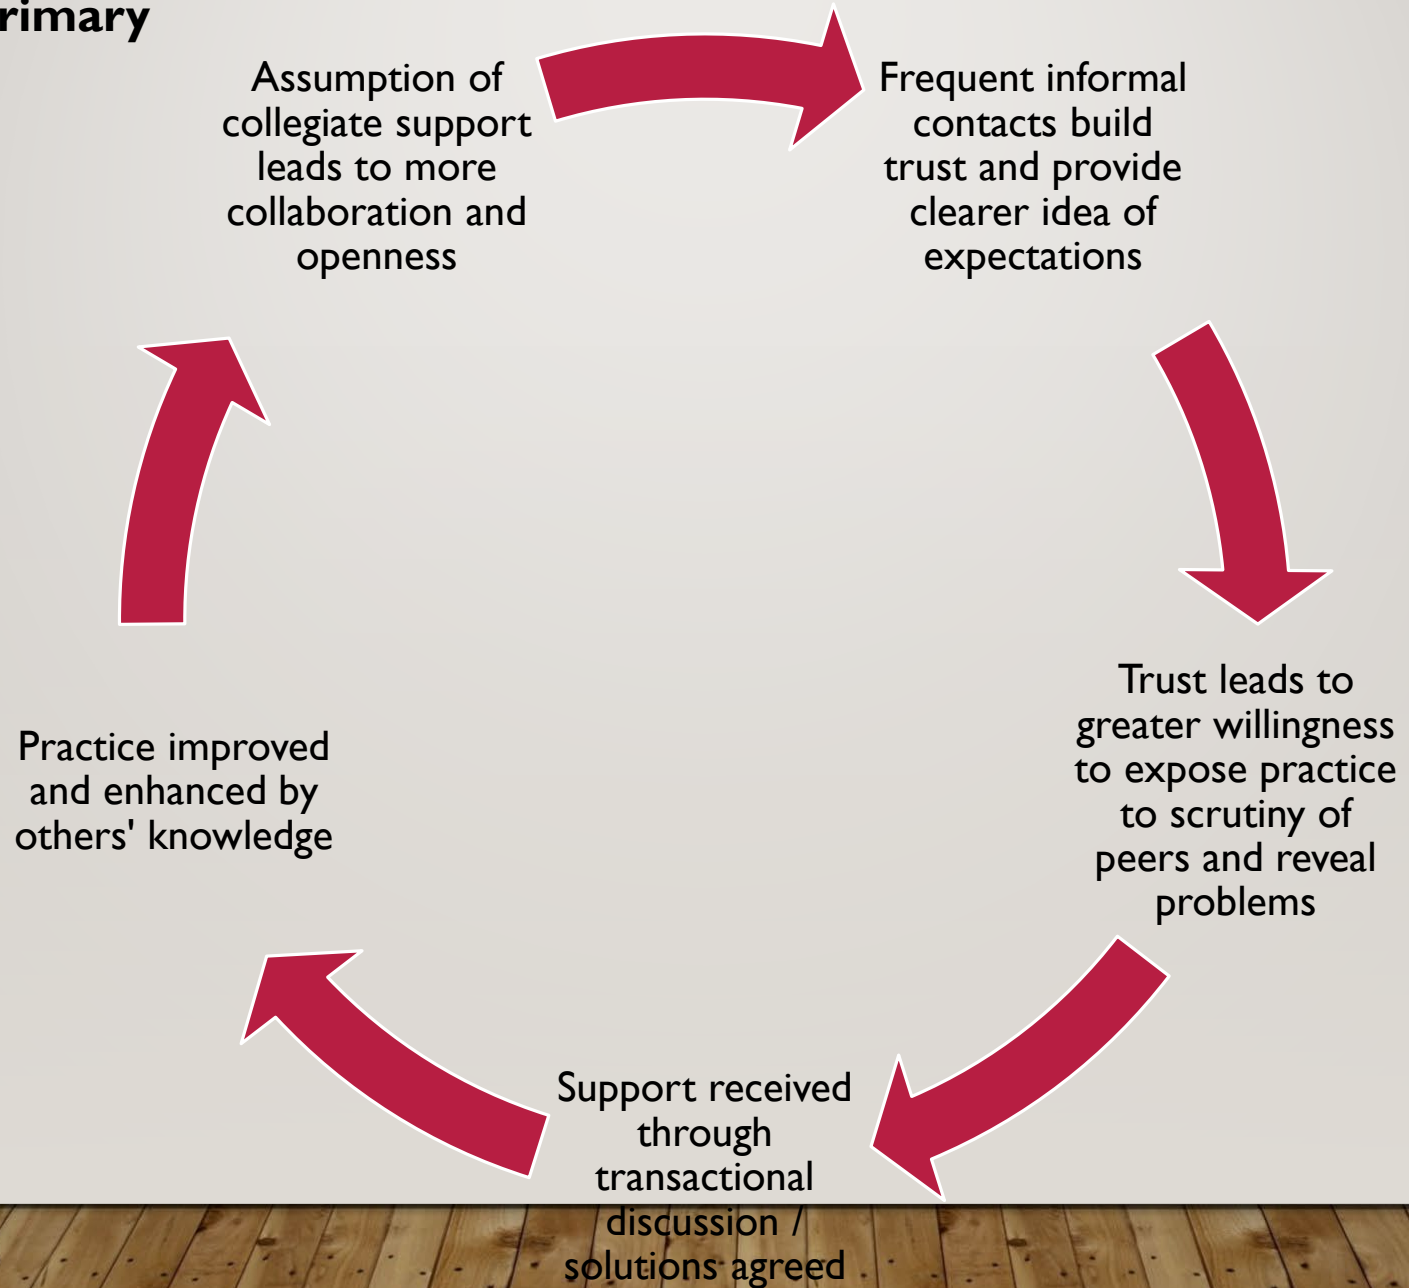 rimary
Assumption of
collegiate support
leads to more
collaboration and
openness
Frequent informal
contacts build
trust and provide
clearer idea of
expectations
Trust leads to
greater willingness
to expose practice
to scrutiny of
peers and reveal
problems
Support received
through
transactional
discussion /
solutions agreed
Practice improved
and enhanced by
others' knowledge